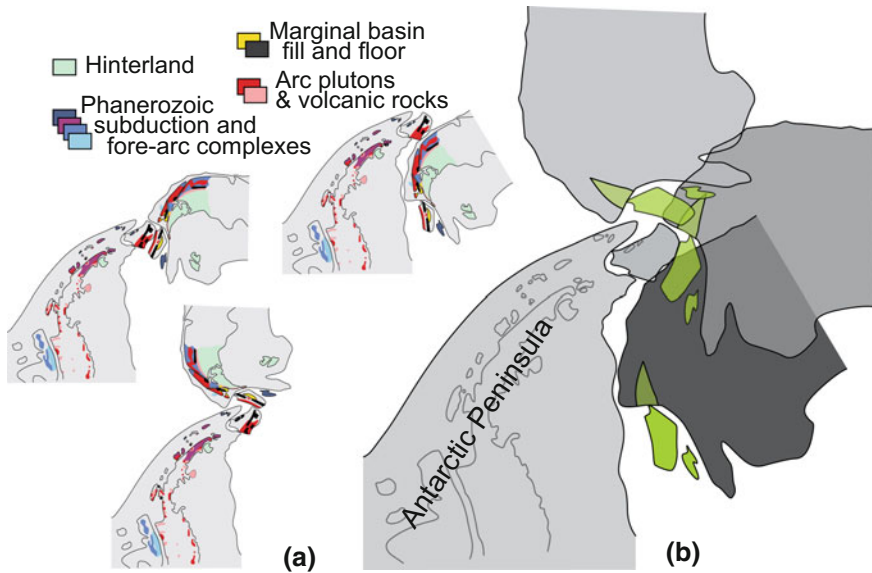 Hinterland
Phanerozoic
subduction and
fore-arc complexes
Marginal basin
fill and floor
Arc plutons
& volcanic rocks
Antarctic Peninsula
(a)
(b)